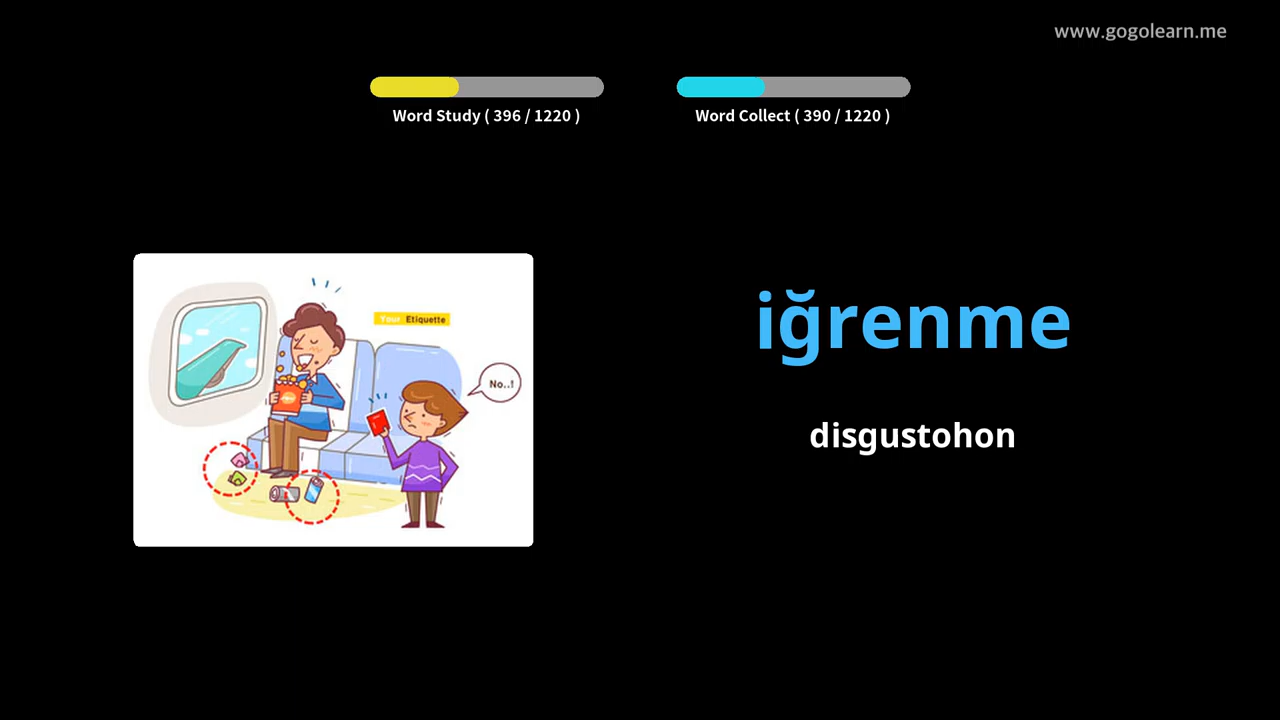 www.gogolearn.me
Word Study ( 396 / 1220 )
Word Collect ( 390 / 1220 )
Your Etiquette
No..!
iğrenme
disgustohon